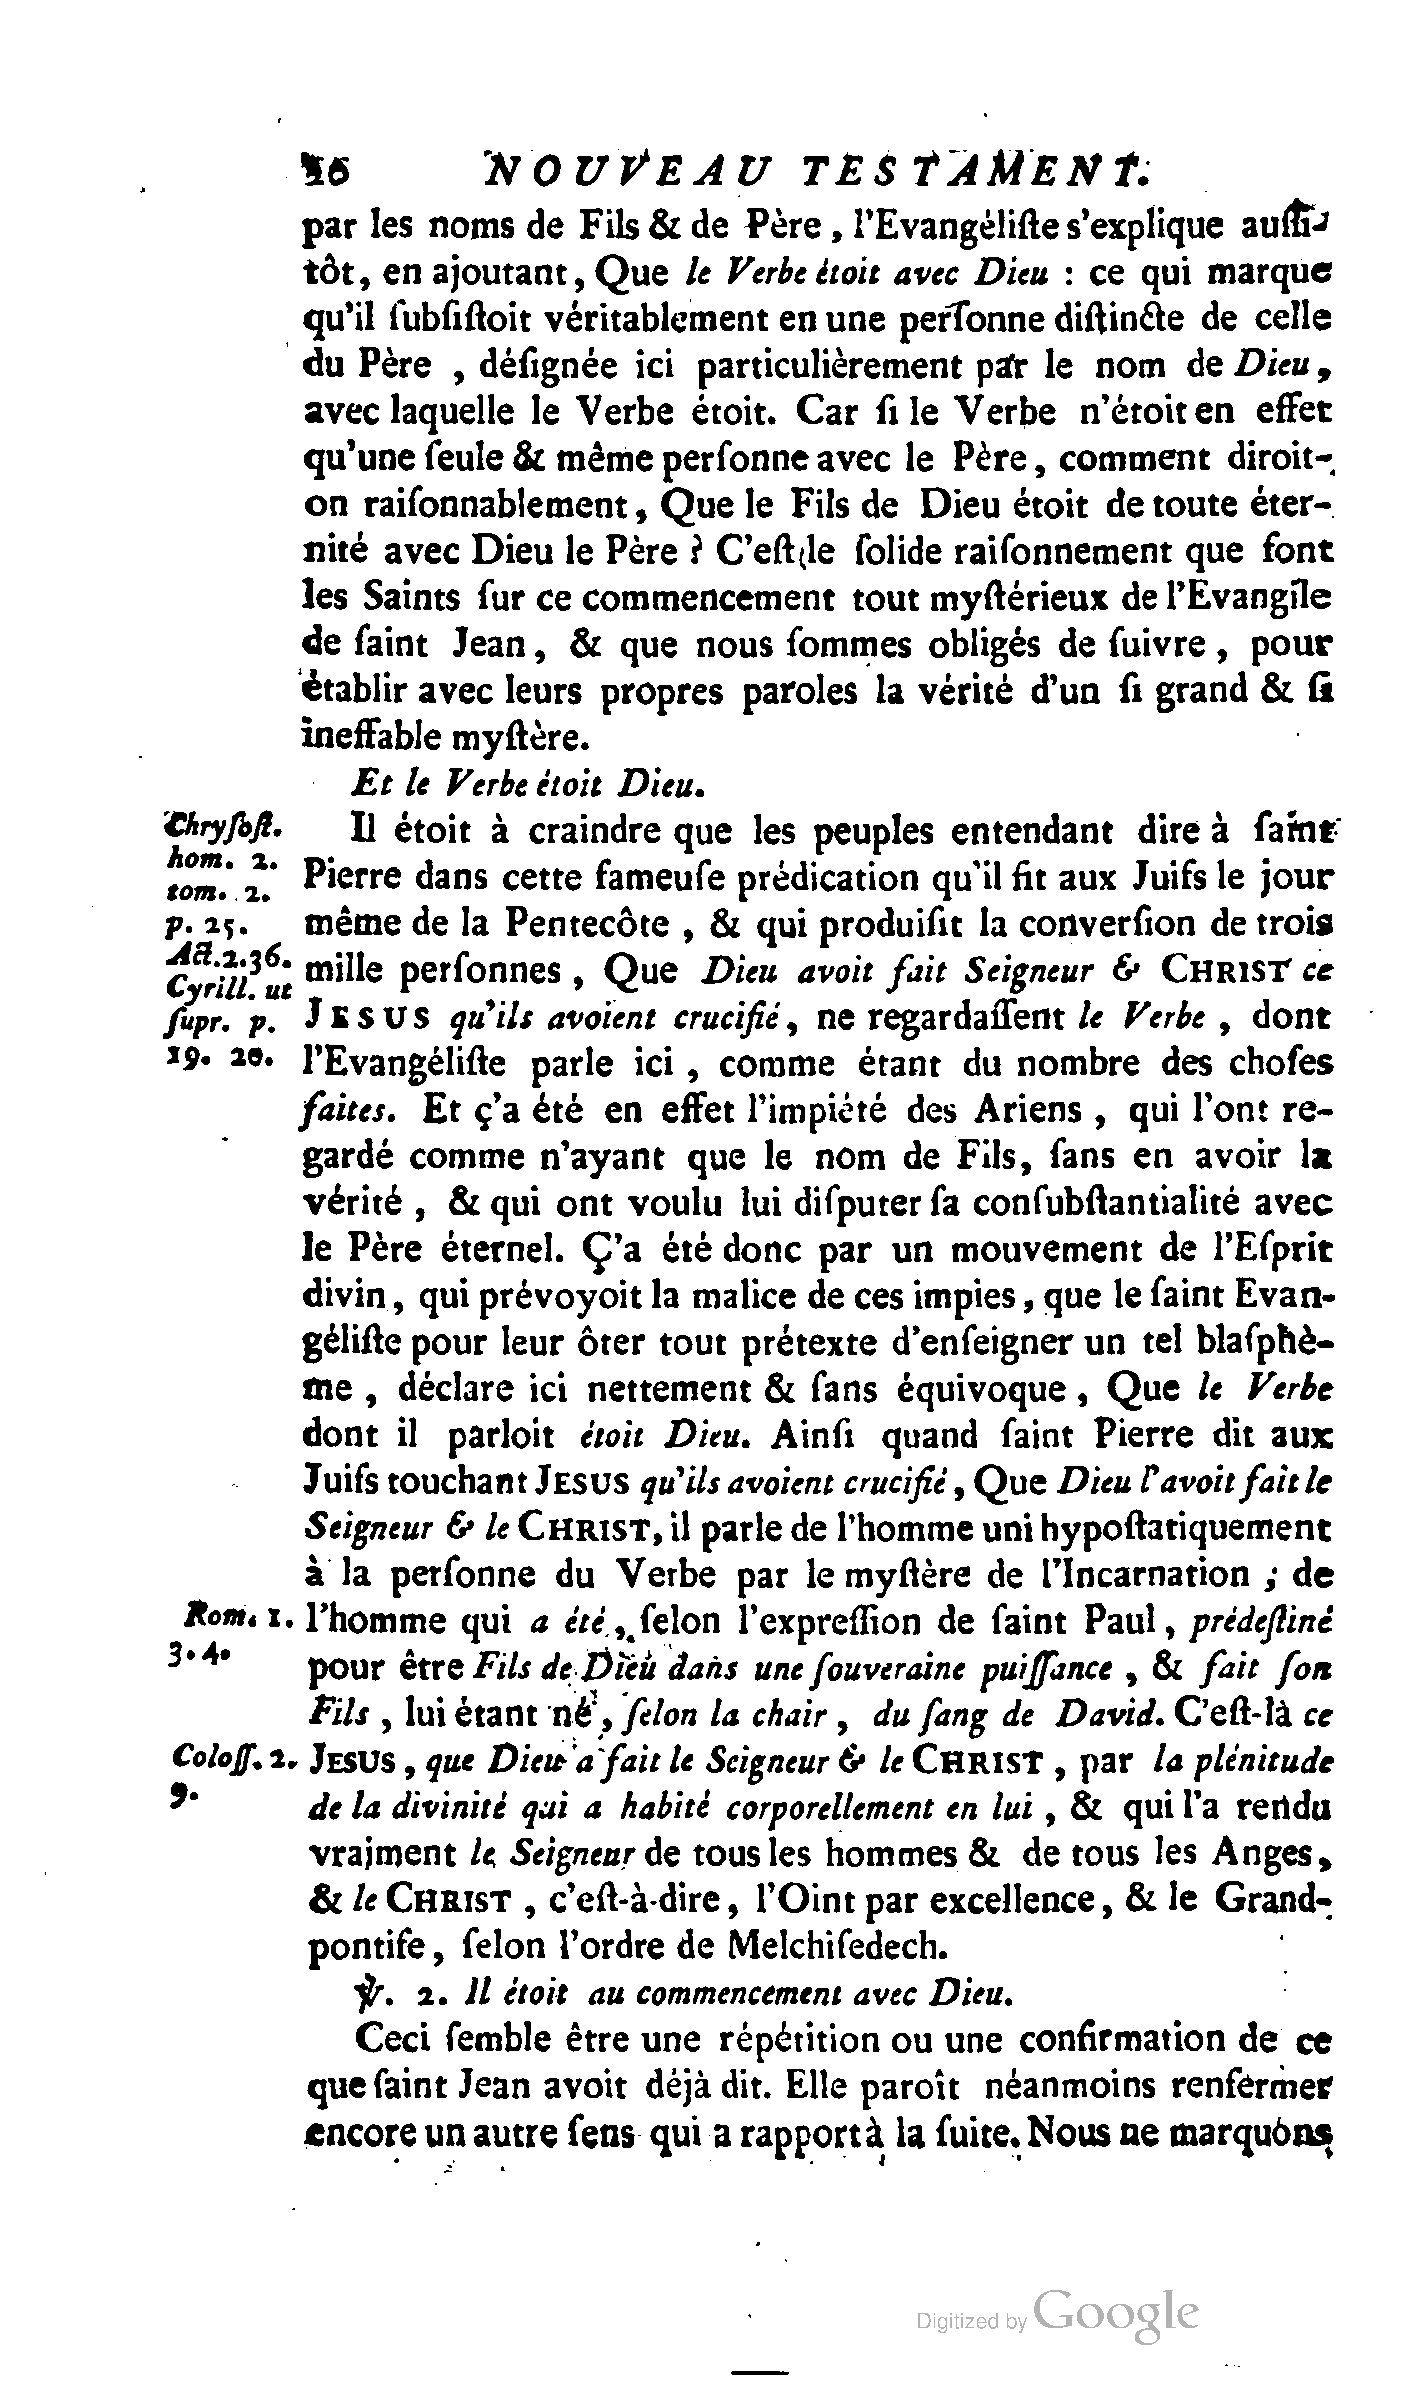 26 NOUVEAU TESTAMENT.
par les noms de Fils & de Père, l'Evangéliſte s'explique auſſi-
tôt, en ajoutant, Que le Verbe étoit avec Dieu : ce qui marque
qu'il ſubſiſtoit véritablement en une perſonne diſtincte de celle
du Père, déſignée ici particulièrement par le nom de Dieu,
avec laquelle le Verbe étoit. Car ſi le Verbe n'étoit en effet
qu'une ſeule & même perſonne avec le Père, comment diroit-
on raiſonnablement, Que le Fils de Dieu étoit de toute éter-
nité avec Dieu le Père ? C'eſt le ſolide raiſonnement que font
les Saints ſur ce commencement tout myſtérieux de l'Evangile
de ſaint Jean, & que nous ſommes obligés de ſuivre, pour
établir avec leurs propres paroles la vérité d'un ſi grand & ſi
ineffable myſtère.
Et le Verbe étoit Dieu.
Chryſoſt.
hom. 2.
tom. 2.
p. 25.
Act. 2. 36.
Cyrill. ut
ſupr. p.
19. 20.
Il étoit à craindre que les peuples entendant dire à ſaint
Pierre dans cette fameuſe prédication qu'il fit aux Juifs le jour
même de la Pentecôte, & qui produiſit la converſion de trois
mille perſonnes, Que Dieu avoit fait Seigneur & CHRIST ce
JESUS qu'ils avoient crucifié, ne regardaſſent le Verbe, dont
l'Evangéliſte parle ici, comme étant du nombre des choſes
faites. Et ç'a été en effet l'impiété des Ariens, qui l'ont re-
gardé comme n'ayant que le nom de Fils, ſans en avoir la
vérité, & qui ont voulu lui diſputer ſa conſubſtantialité avec
le Père éternel. Ç'a été donc par un mouvement de l'Eſprit
divin, qui prévoyoit la malice de ces impies, que le ſaint Evan-
géliſte pour leur ôter tout prétexte d'enſeigner un tel blaſphè-
me, déclare ici nettement & ſans équivoque, Que le Verbe
dont il parloit étoit Dieu. Ainſi quand ſaint Pierre dit aux
Juifs touchant JESUS qu'ils avoient crucifié, Que Dieu l'avoit fait le
Seigneur & le CHRIST, il parle de l'homme uni hypoſtatiquement
à la perſonne du Verbe par le myſtère de l'Incarnation ; de
Rom. 1.
3. 4.
l'homme qui a été, ſelon l'expreſſion de ſaint Paul, prédeſtiné
pour être Fils de Dieu dans une ſouveraine puiſſance, & fait ſon
Fils, lui étant né, ſelon la chair, du ſang de David. C'eſt-là ce
Coloſſ. 2.
9.
JESUS, que Dieu a fait le Seigneur & le CHRIST, par la plénitude
de la divinité qui a habité corporellement en lui, & qui l'a rendu
vraiment le Seigneur de tous les hommes & de tous les Anges,
& le CHRIST, c'eſt-à-dire, l'Oint par excellence, & le Grand-
pontife, ſelon l'ordre de Melchiſedech.
℣. 2. Il étoit au commencement avec Dieu.
Ceci ſemble être une répétition ou une confirmation de ce
que ſaint Jean avoit déjà dit. Elle paroît néanmoins renfermer
encore un autre ſens qui a rapport à la ſuite. Nous ne marquons
Digitized by Google